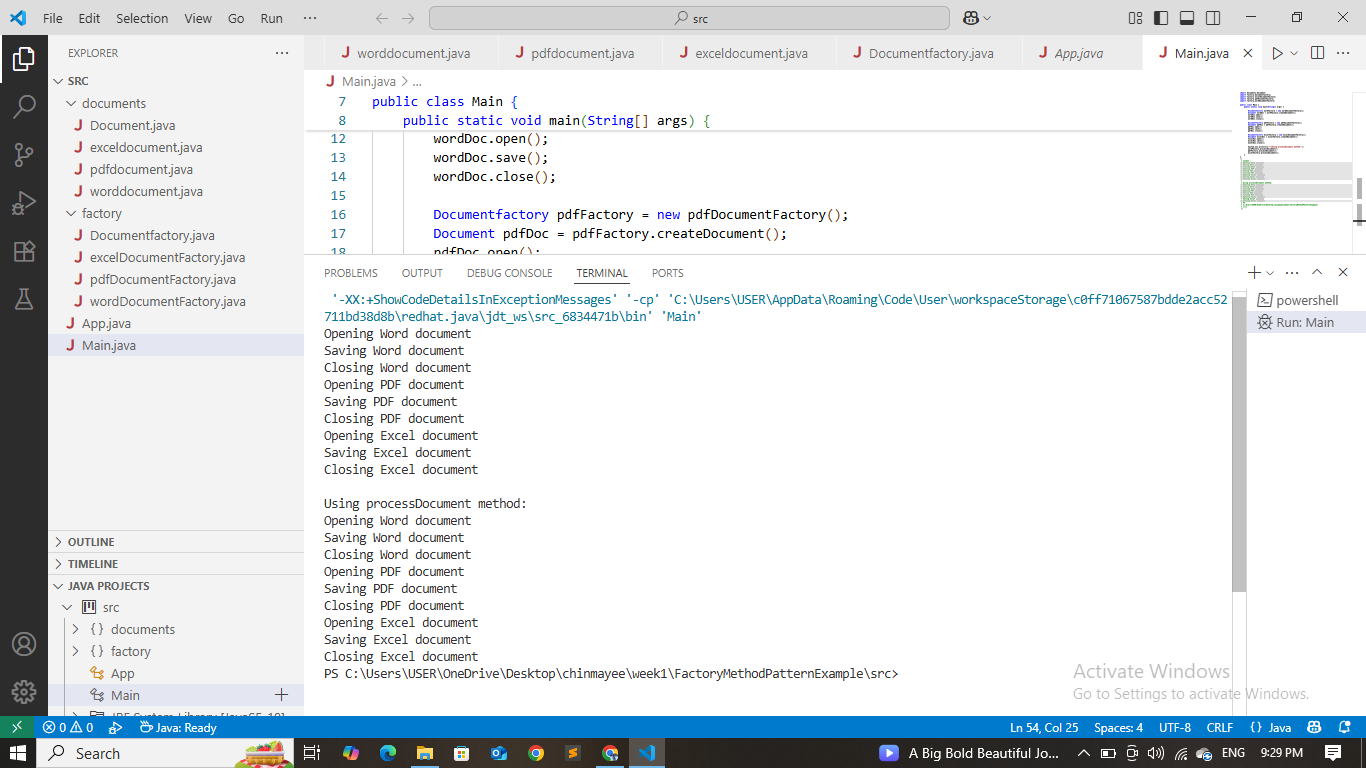 File Edit Selection View Go Run ··· src
EXPLORER ···
worddocument.java pdfdocument.java exceldocument.java Documentfactory.java App.java Main.java
SRC
documents
Document.java
exceldocument.java
pdfdocument.java
worddocument.java
factory
Documentfactory.java
excelDocumentFactory.java
pdfDocumentFactory.java
wordDocumentFactory.java
App.java
Main.java
OUTLINE
TIMELINE
JAVA PROJECTS
src
{} documents
{} factory
App
Main
JRE System Library [JavaSE-19]
Main.java > ...
7 public class Main {
8 public static void main(String[] args) {
12 wordDoc.open();
13 wordDoc.save();
14 wordDoc.close();
15
16 Documentfactory pdfFactory = new pdfDocumentFactory();
17 Document pdfDoc = pdfFactory.createDocument();
18 pdfDoc.open();
PROBLEMS OUTPUT DEBUG CONSOLE TERMINAL PORTS
'-XX:+ShowCodeDetailsInExceptionMessages' '-cp' 'C:\Users\USER\AppData\Roaming\Code\User\workspaceStorage\c0ff71067587bdde2acc52
711bd38d8b\redhat.java\jdt_ws\src_6834471b\bin' 'Main'
Opening Word document
Saving Word document
Closing Word document
Opening PDF document
Saving PDF document
Closing PDF document
Opening Excel document
Saving Excel document
Closing Excel document
Using processDocument method:
Opening Word document
Saving Word document
Closing Word document
Opening PDF document
Saving PDF document
Closing PDF document
Opening Excel document
Saving Excel document
Closing Excel document
PS C:\Users\USER\OneDrive\Desktop\chinmayee\week1\FactoryMethodPatternExample\src>
powershell
Run: Main
Activate Windows
Go to Settings to activate Windows.
0 0 Java: Ready Ln 54, Col 25 Spaces: 4 UTF-8 CRLF {} Java
Search A Big Bold Beautiful Jo... ENG 9:29 PM